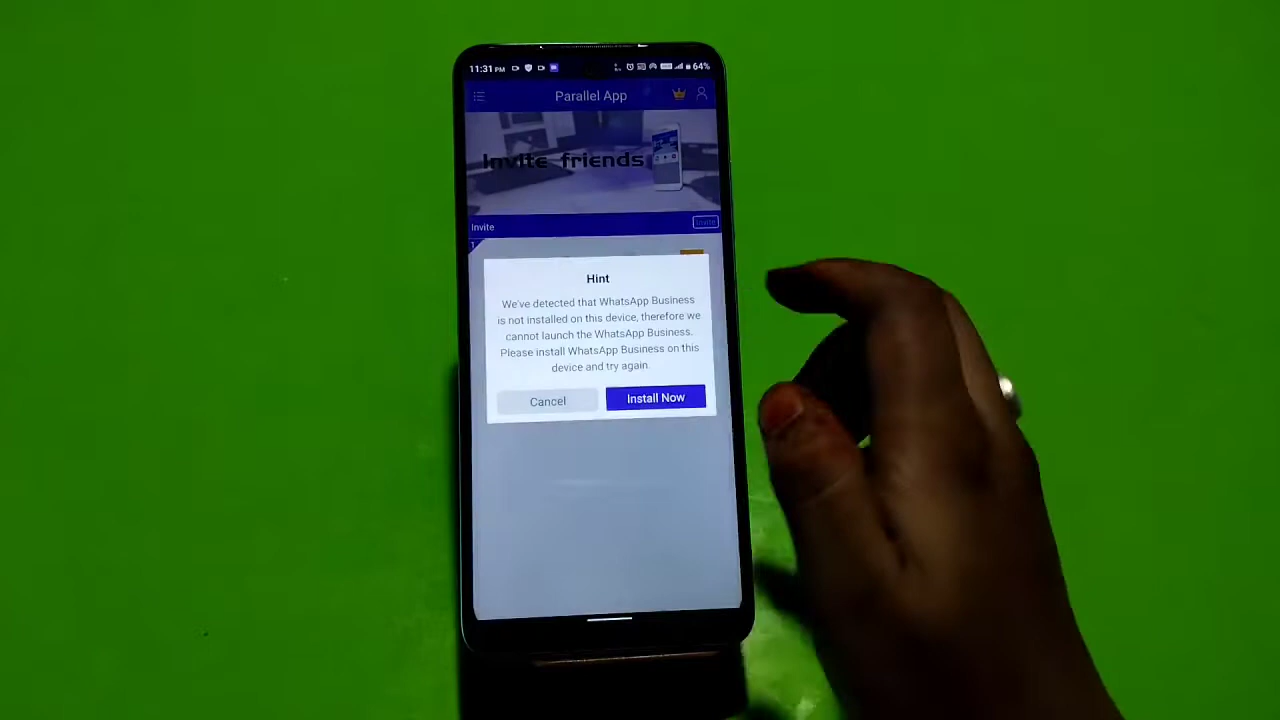 11:31 PM
64%
Parallel App
Invite friends
Invite
Invite
1
Hint
We've detected that WhatsApp Business
is not installed on this device, therefore we
cannot launch the WhatsApp Business.
Please install WhatsApp Business on this
device and try again.
Cancel
Install Now